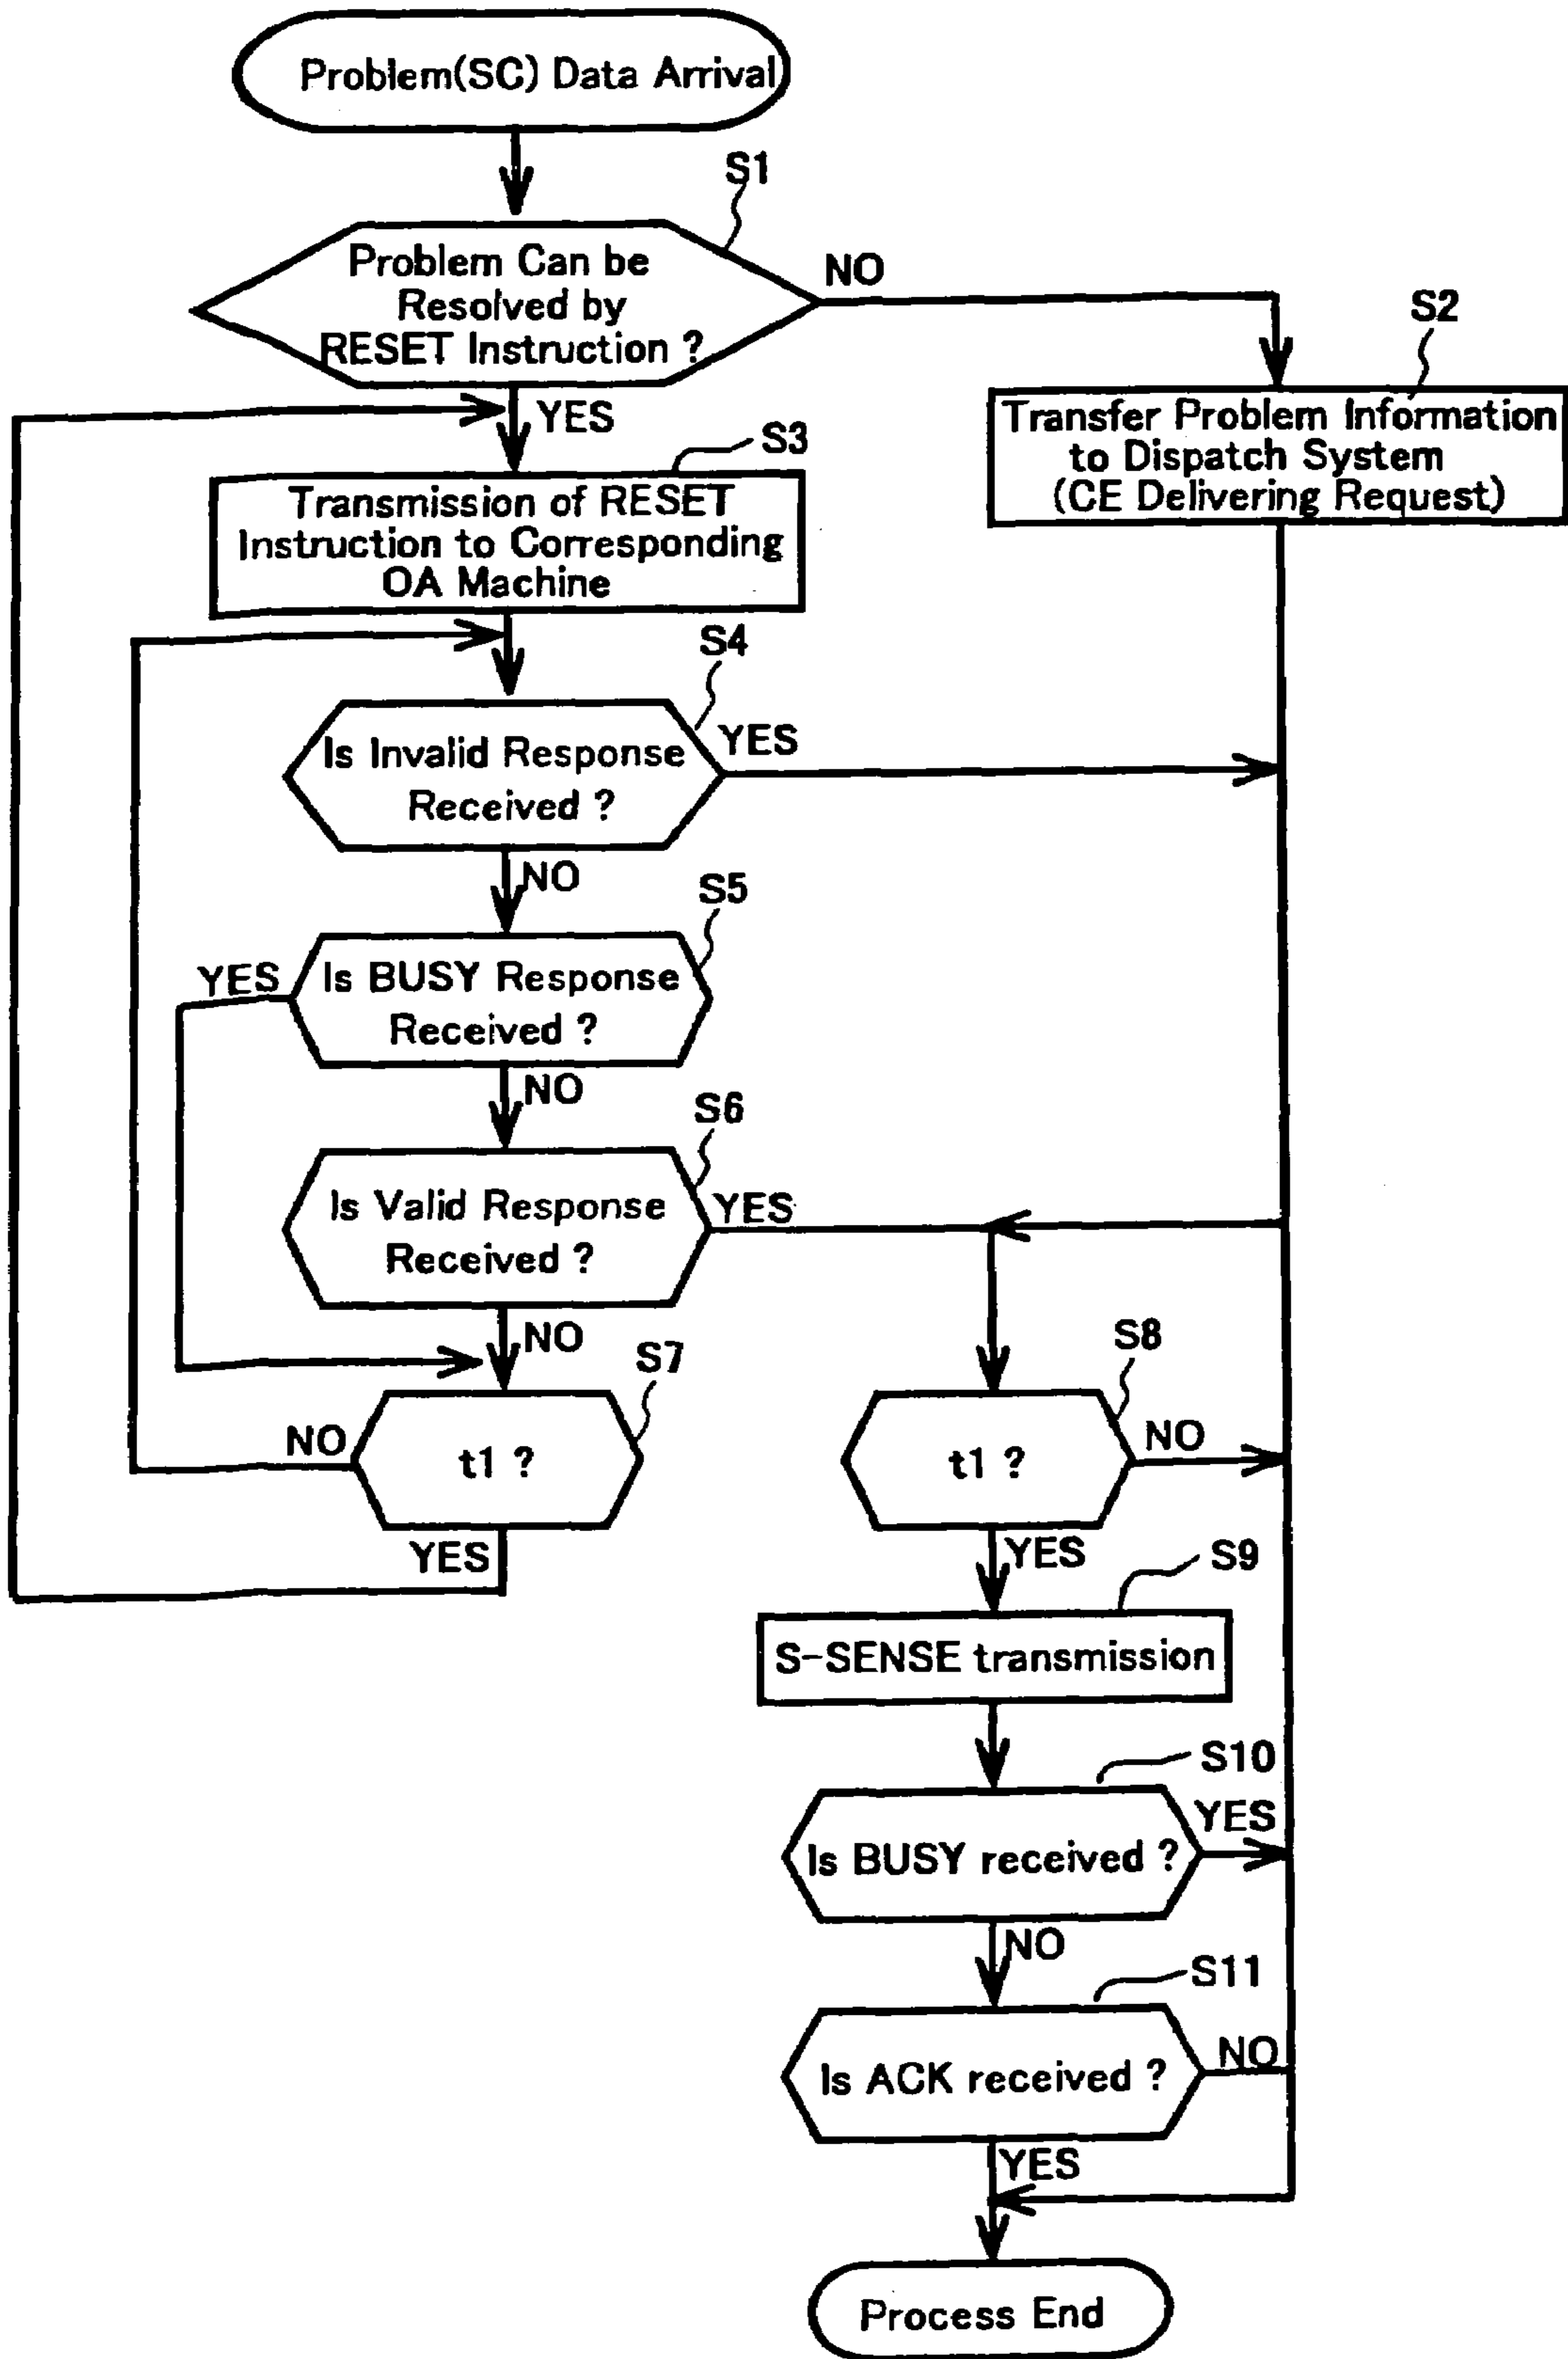 Problem(SC) Data Arrival
S1
Problem Can be
Resolved by
RESET Instruction ?
NO
S2
Transfer Problem Information
to Dispatch System
(CE Delivering Request)
YES
S3
Transmission of RESET
Instruction to Corresponding
OA Machine
S4
Is Invalid Response
Received ?
YES
NO
S5
YES
Is BUSY Response
Received ?
NO
S6
Is Valid Response
Received ?
YES
NO
S7
NO
t1 ?
YES
S8
t1 ?
NO
YES
S9
S-SENSE transmission
S10
YES
Is BUSY received ?
NO
S11
Is ACK received ?
NO
YES
Process End